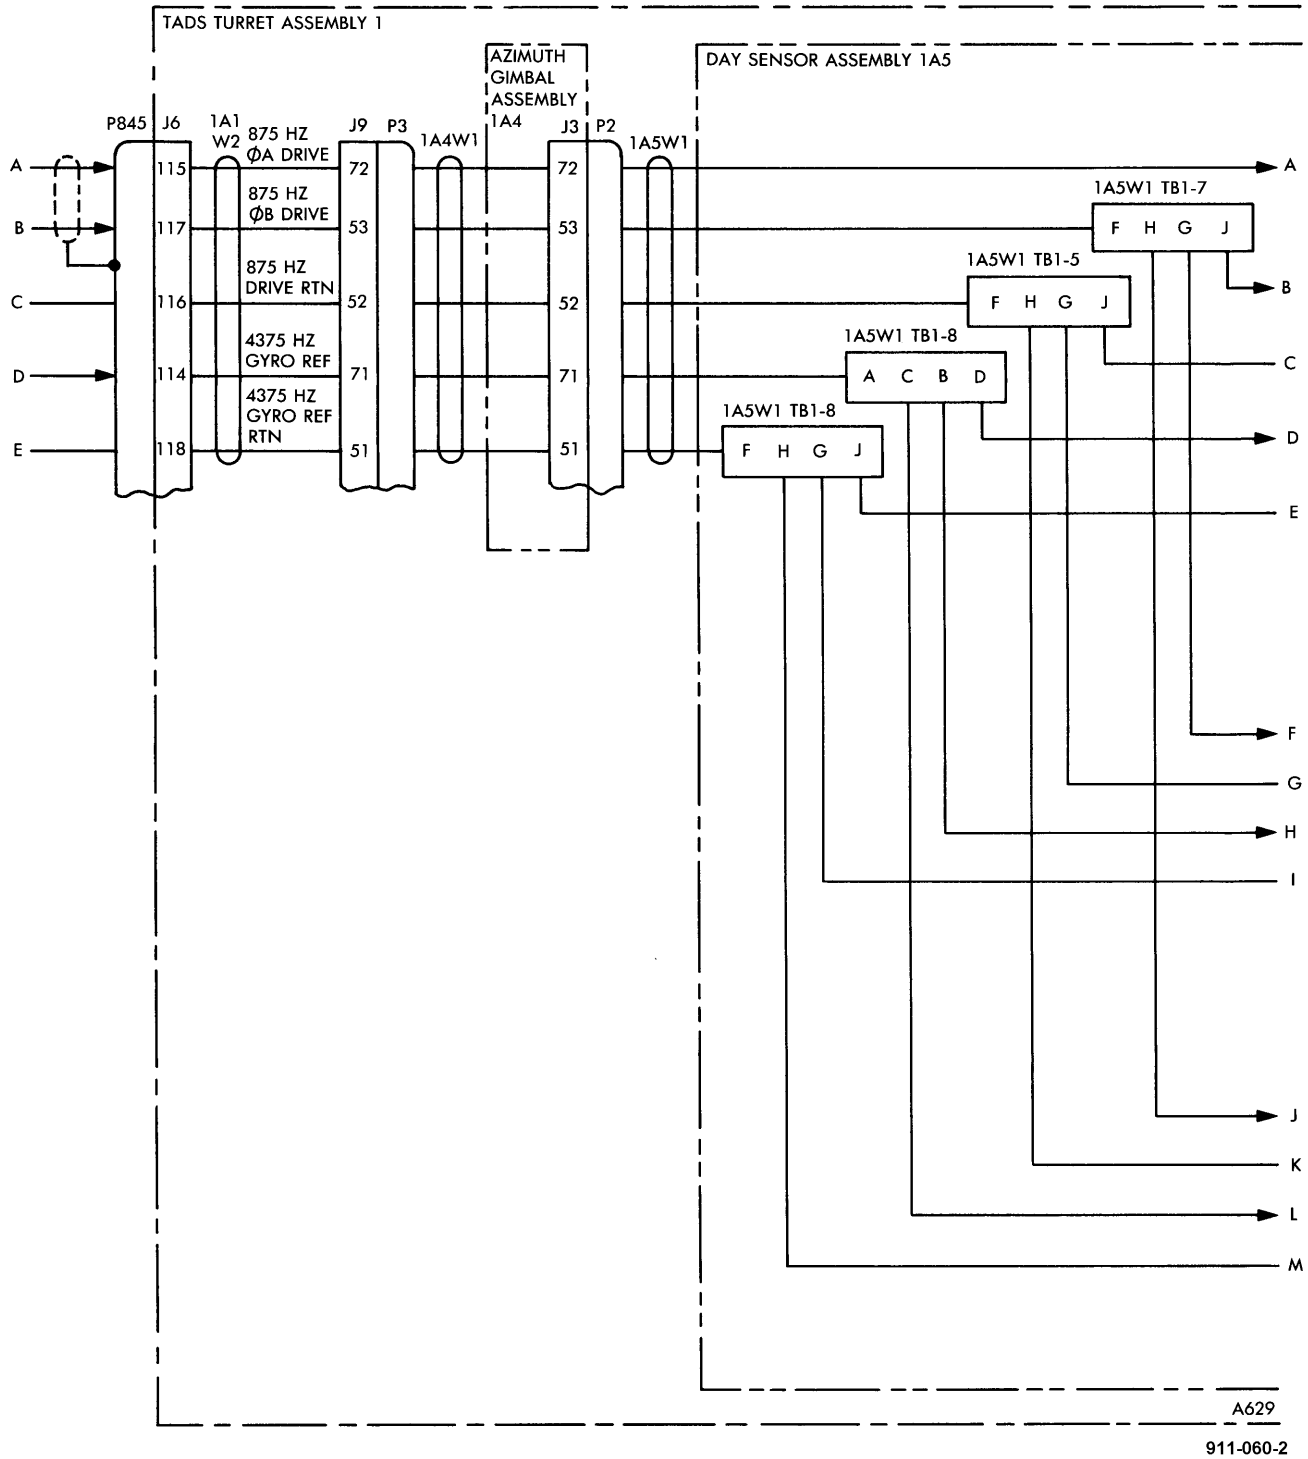 TADS TURRET ASSEMBLY 1
AZIMUTH
GIMBAL
ASSEMBLY
1A4
DAY SENSOR ASSEMBLY 1A5
P845 J6
1A1
W2
875 HZ
ØA DRIVE
J9 P3
1A4W1
J3 P2
1A5W1
A 115 72 72 A
1A5W1 TB1-7
875 HZ
ØB DRIVE
B 117 53 53 F H G J
1A5W1 TB1-5
875 HZ
DRIVE RTN
B
C 116 52 52 F H G J
1A5W1 TB1-8
4375 HZ
GYRO REF
C
D 114 71 71 A C B D
4375 HZ
GYRO REF
RTN
1A5W1 TB1-8
D
E 118 51 51 F H G J
E
F
G
H
I
J
K
L
M
A629
911-060-2